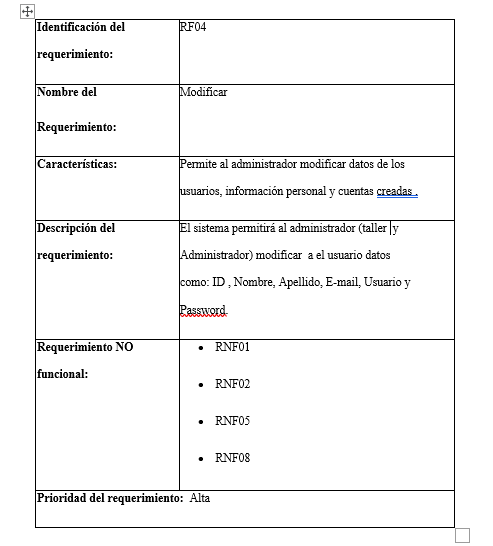 Identificación del
requerimiento:
RF04
Nombre del
Requerimiento:
Modificar
Características:
Permite al administrador modificar datos de los
usuarios, información personal y cuentas creadas .
Descripción del
requerimiento:
El sistema permitirá al administrador (taller y
Administrador) modificar  a el usuario datos
como: ID , Nombre, Apellido, E-mail, Usuario y
Password.
Requerimiento NO
funcional:
• RNF01
• RNF02
• RNF05
• RNF08
Prioridad del requerimiento:  Alta